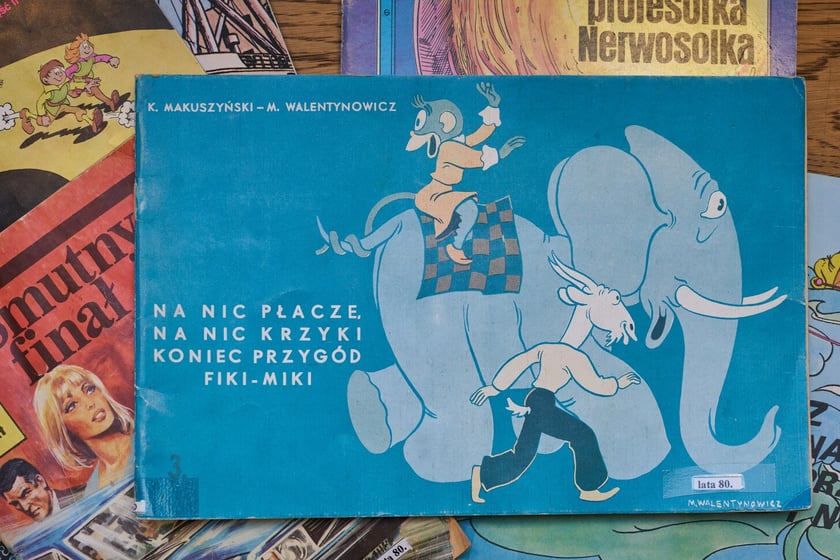 profesorka
Nerwosolka
K. MAKUSZYŃSKI – M. WALENTYNOWICZ
NA NIC PŁACZE,
NA NIC KRZYKI
KONIEC PRZYGÓD
FIKI-MIKI
3
lata 80.
M. WALENTYNOWICZ
smutny
finał
80.
Z
NA